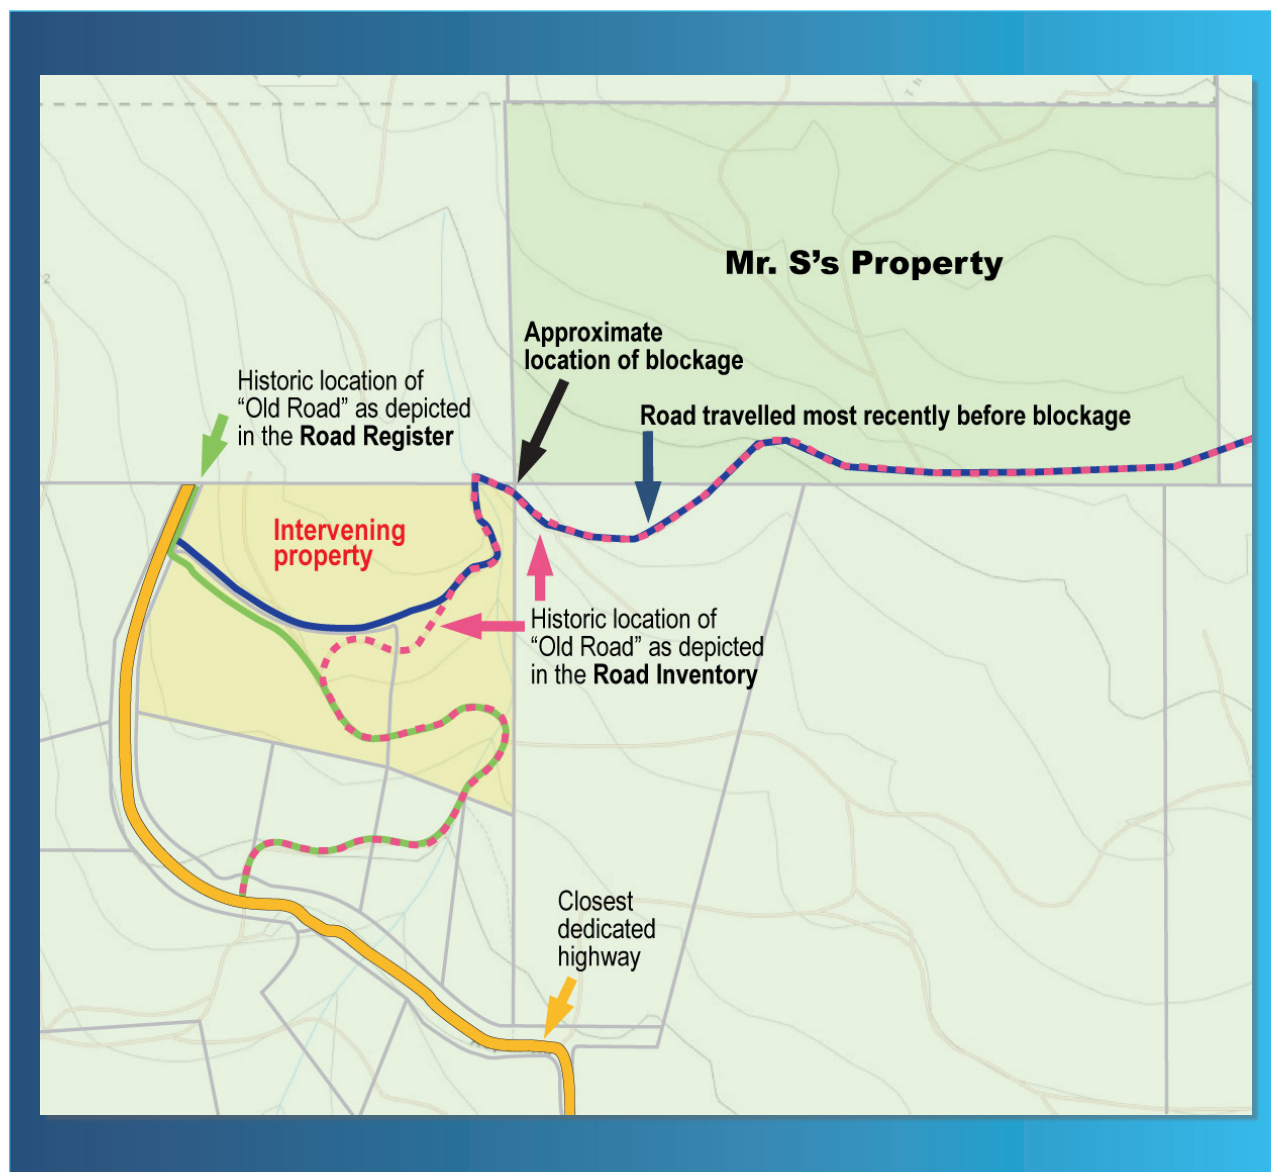 Mr. S’s Property
2
Approximate
location of blockage
Historic location of
“Old Road” as depicted
in the Road Register
Road travelled most recently before blockage
Intervening
property
Historic location of
“Old Road” as depicted
in the Road Inventory
Closest
dedicated
highway